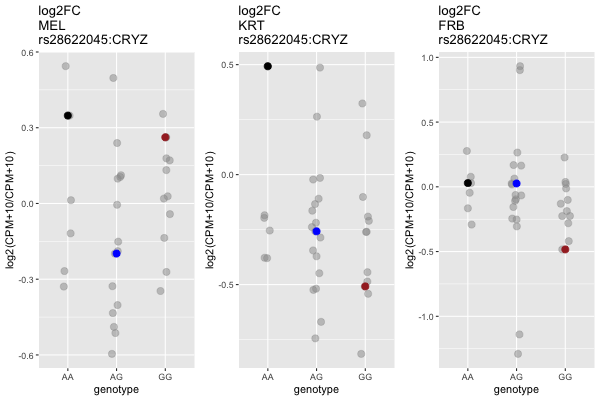 log2FC
MEL
rs28622045:CRYZ
log2(CPM+10/CPM+10)
0.6
0.3
0.0
-0.3
-0.6
AA AG GG
genotype
log2FC
KRT
rs28622045:CRYZ
log2(CPM+10/CPM+10)
0.5
0.0
-0.5
AA AG GG
genotype
log2FC
FRB
rs28622045:CRYZ
log2(CPM+10/CPM+10)
1.0
0.5
0.0
-0.5
-1.0
AA AG GG
genotype